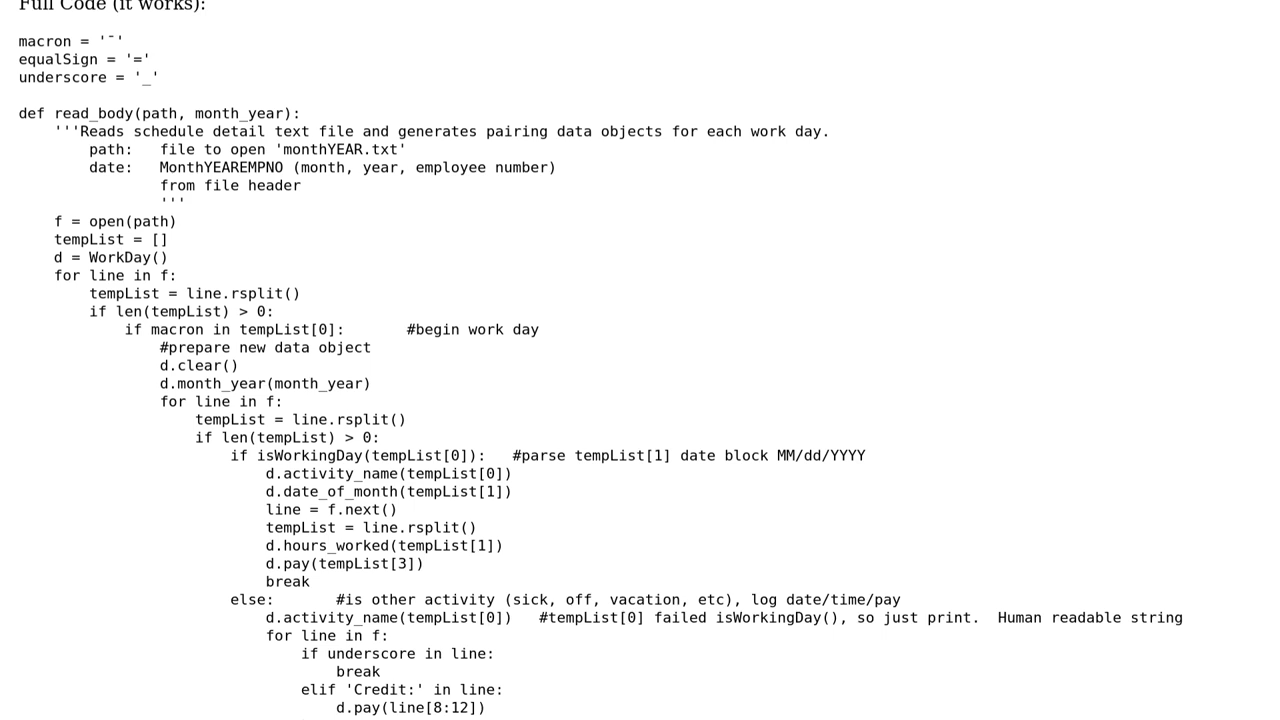 Full Code (it works):
macron = '¯'
equalSign = '='
underscore = '_'
def read_body(path, month_year):
    '''Reads schedule detail text file and generates pairing data objects for each work day.
        path:   file to open 'monthYEAR.txt'
        date:   MonthYEAREMPNO (month, year, employee number)
                from file header
                '''
    f = open(path)
    tempList = []
    d = WorkDay()
    for line in f:
        tempList = line.rsplit()
        if len(tempList) > 0:
            if macron in tempList[0]:       #begin work day
                #prepare new data object
                d.clear()
                d.month_year(month_year)
                for line in f:
                    tempList = line.rsplit()
                    if len(tempList) > 0:
                        if isWorkingDay(tempList[0]):   #parse tempList[1] date block MM/dd/YYYY
                            d.activity_name(tempList[0])
                            d.date_of_month(tempList[1])
                            line = f.next()
                            tempList = line.rsplit()
                            d.hours_worked(tempList[1])
                            d.pay(tempList[3])
                            break
                        else:       #is other activity (sick, off, vacation, etc), log date/time/pay
                            d.activity_name(tempList[0])   #tempList[0] failed isWorkingDay(), so just print.  Human readable string
                            for line in f:
                                if underscore in line:
                                    break
                                elif 'Credit:' in line:
                                    d.pay(line[8:12])